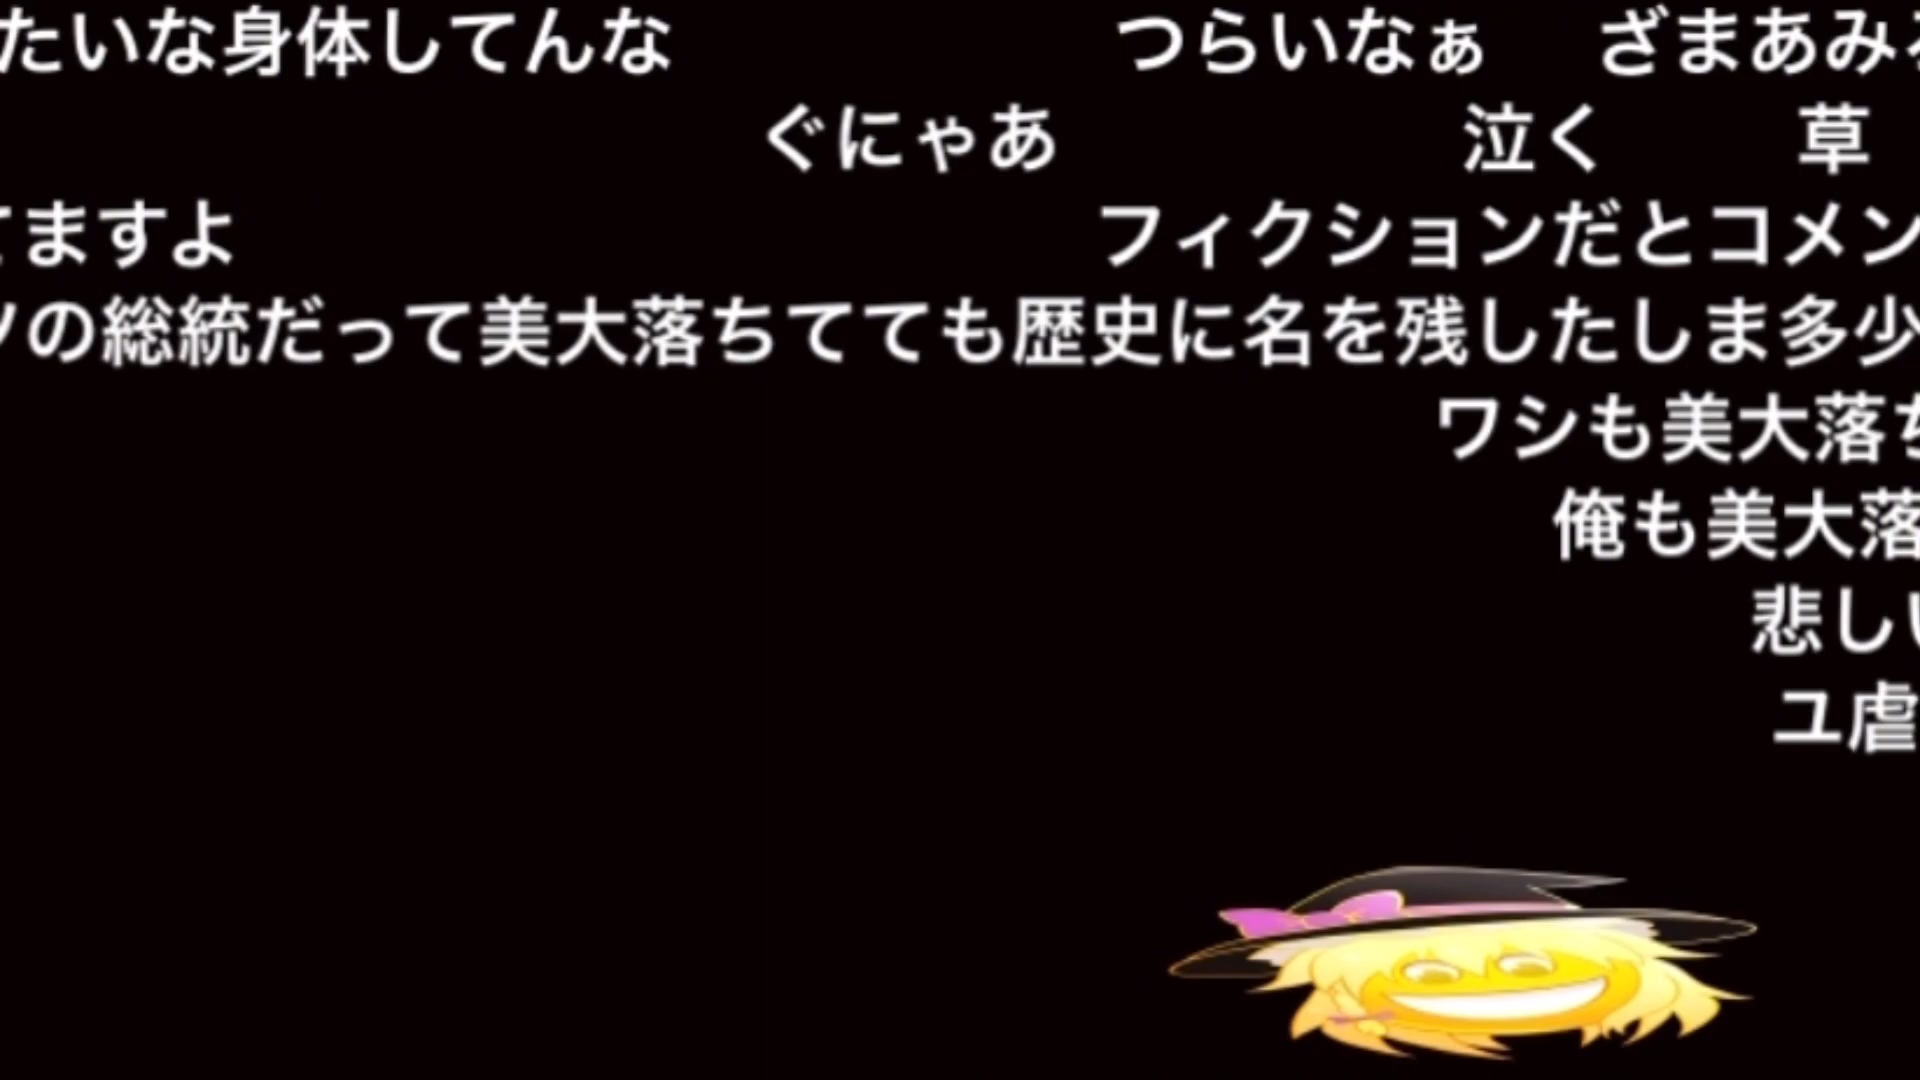 たいな身体してんな つらいなぁ ざまあみ
ぐにゃあ 泣く 草
てますよ フィクションだとコメン
の総統だって美大落ちてても歴史に名を残したしま多少
ワシも美大落ち
俺も美大落
悲しい
ユ虐